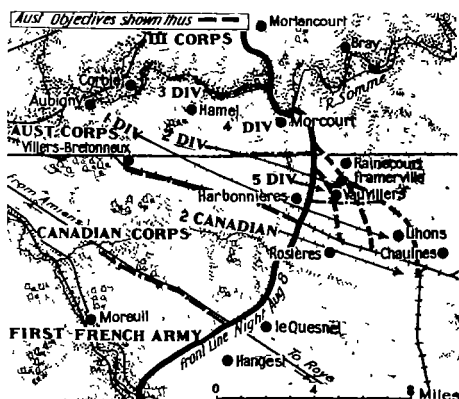 Aust. Objectives shown thus
Morlancourt
III CORPS
Bray
Corbie
3 DIV
R. Somme
Aubigny
Hamel
4 DIV
Morcourt
AUST. CORPS
1 DIV
2 DIV
Villers-Bretonneux
Rainecourt
Framerville
5 DIV
Vauvillers
From Amiens
Harbonnières
2 CANADIAN
Lihons
CANADIAN CORPS
Rosières
Chaulnes
Front Line Night Aug 8
Moreuil
FIRST FRENCH ARMY
le Quesnel
To Roye
Hangest
0 4 8 Miles